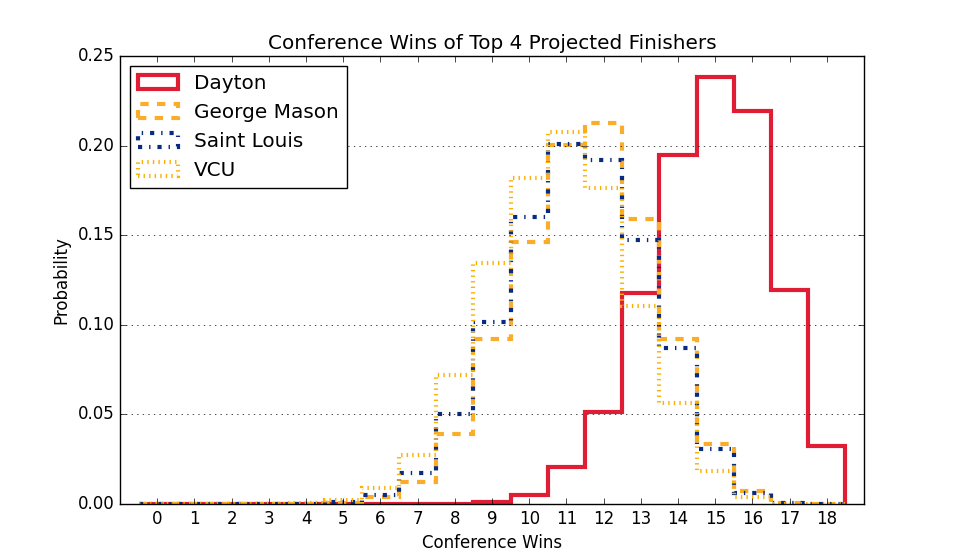 Conference Wins of Top 4 Projected Finishers
0.25
0.20
0.15
0.10
0.05
0.00
Probability
Dayton
George Mason
Saint Louis
VCU
0 1 2 3 4 5 6 7 8 9 10 11 12 13 14 15 16 17 18
Conference Wins